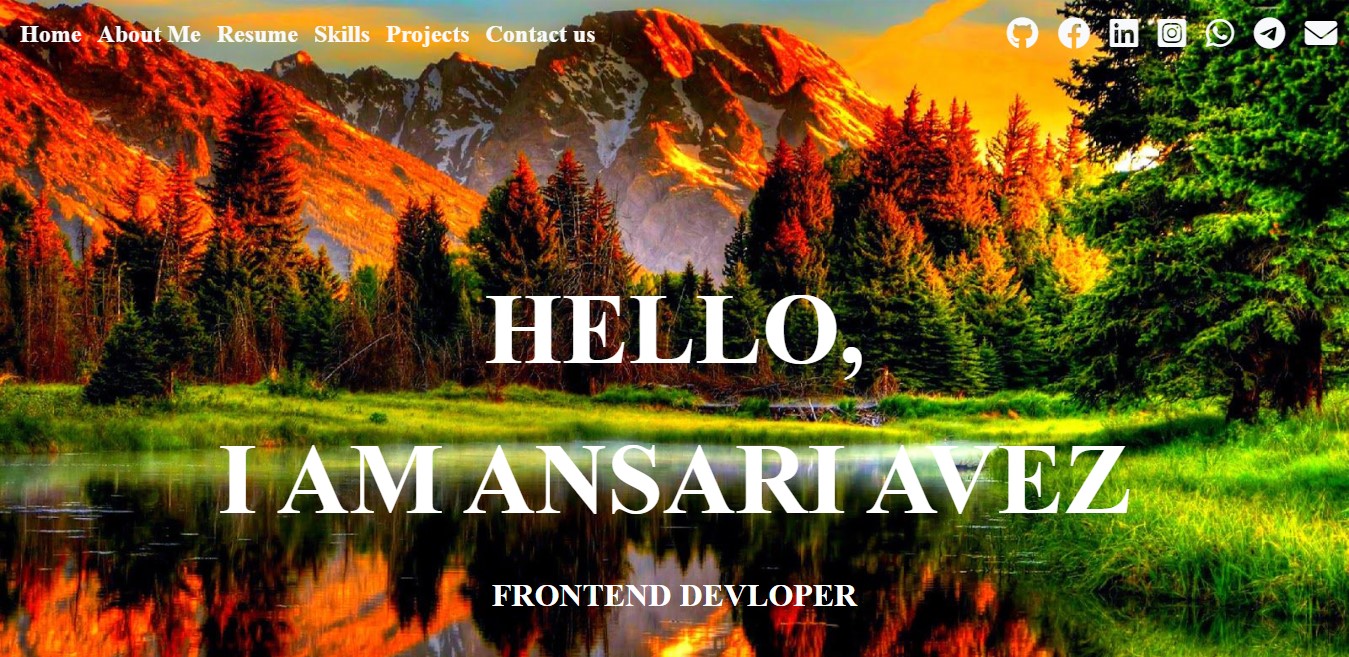 Home About Me Resume Skills Projects Contact us
HELLO,
I AM ANSARI AVEZ
FRONTEND DEVLOPER